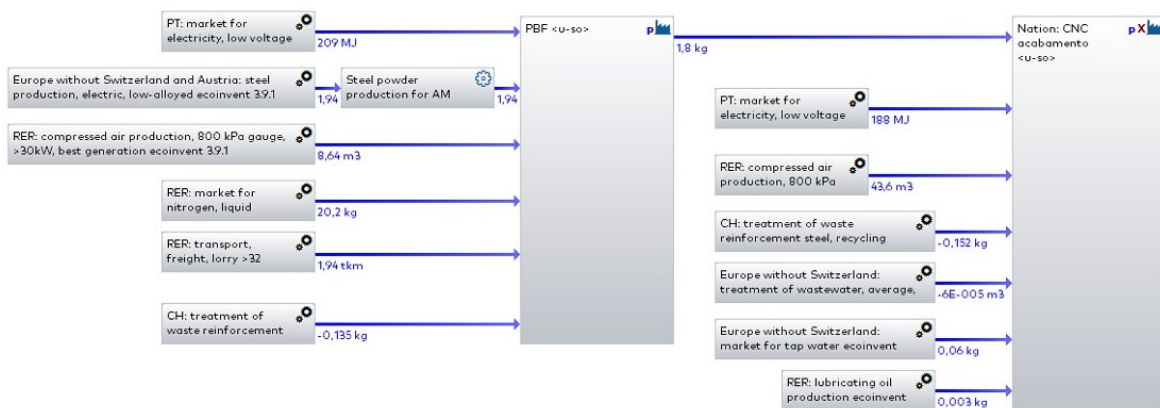 PT: market for
electricity, low voltage
209 MJ
Europe without Switzerland and Austria: steel
production, electric, low-alloyed ecoinvent 3.9.1
1,94
Steel powder
production for AM
1,94
RER: compressed air production, 800 kPa gauge,
>30kW, best generation ecoinvent 3.9.1
8,64 m3
RER: market for
nitrogen, liquid
20,2 kg
RER: transport,
freight, lorry >32
1,94 tkm
CH: treatment of
waste reinforcement
-0,135 kg
PBF <u-so>
p
1,8 kg
PT: market for
electricity, low voltage
188 MJ
RER: compressed air
production, 800 kPa
43,6 m3
CH: treatment of waste
reinforcement steel, recycling
-0,152 kg
Europe without Switzerland:
treatment of wastewater, average,
-6E-005 m3
Europe without Switzerland:
market for tap water ecoinvent
0,06 kg
RER: lubricating oil
production ecoinvent
0,003 kg
Nation: CNC
acabamento
<u-so>
p X